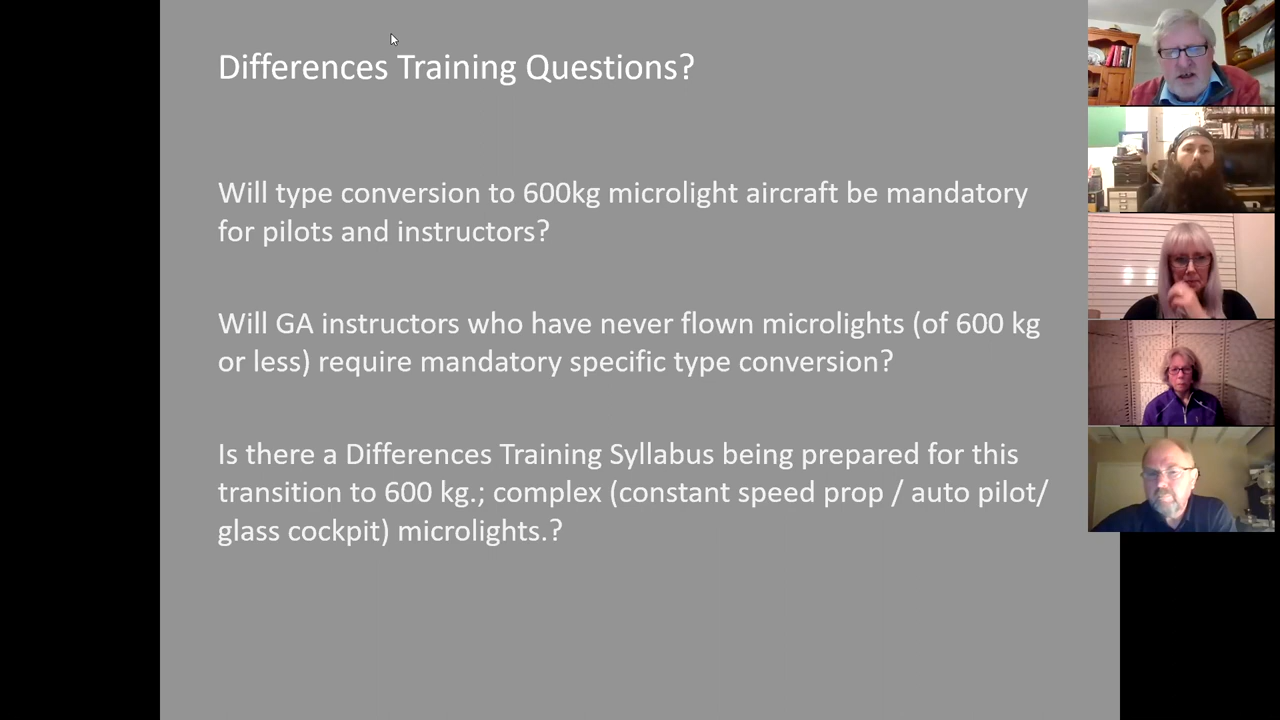 Differences Training Questions?
Will type conversion to 600kg microlight aircraft be mandatory
for pilots and instructors?
Will GA instructors who have never flown microlights (of 600 kg
or less) require mandatory specific type conversion?
Is there a Differences Training Syllabus being prepared for this
transition to 600 kg.; complex (constant speed prop / auto pilot/
glass cockpit) microlights.?